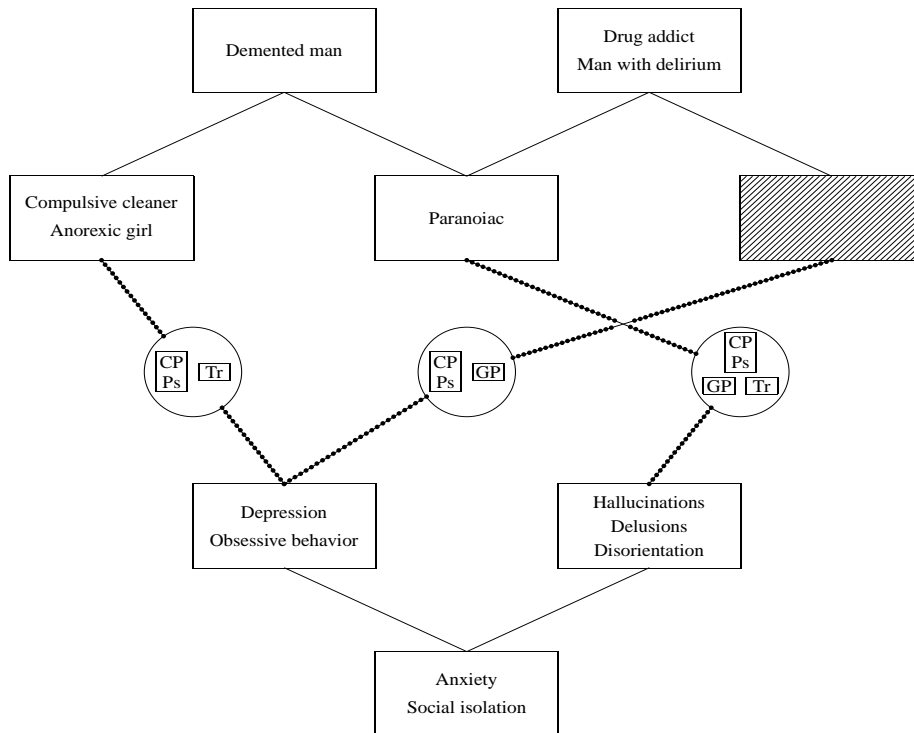 Demented man
Drug addict
Man with delirium
Compulsive cleaner
Anorexic girl
Paranoiac
CP
Ps
Tr
CP
Ps
GP
CP
Ps
GP
Tr
Depression
Obsessive behavior
Hallucinations
Delusions
Disorientation
Anxiety
Social isolation